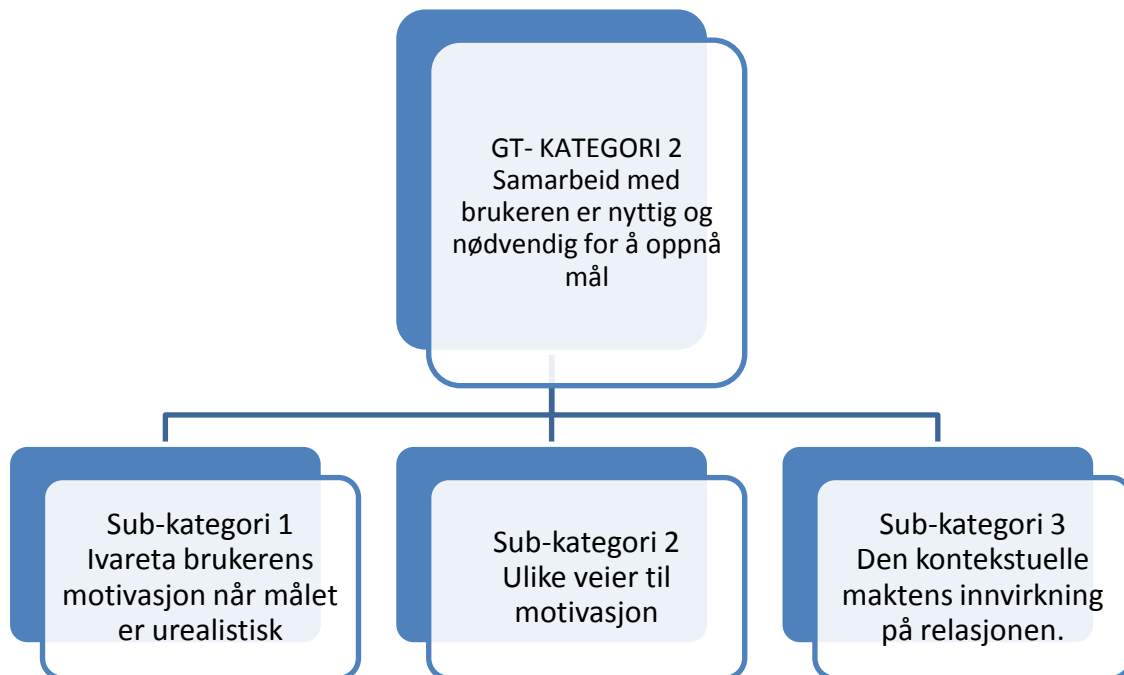 GT- KATEGORI 2
Samarbeid med
brukeren er nyttig og
nødvendig for å oppnå
mål
Sub-kategori 1
Ivareta brukerens
motivasjon når målet
er urealistisk
Sub-kategori 2
Ulike veier til
motivasjon
Sub-kategori 3
Den kontekstuelle
maktens innvirkning
på relasjonen.